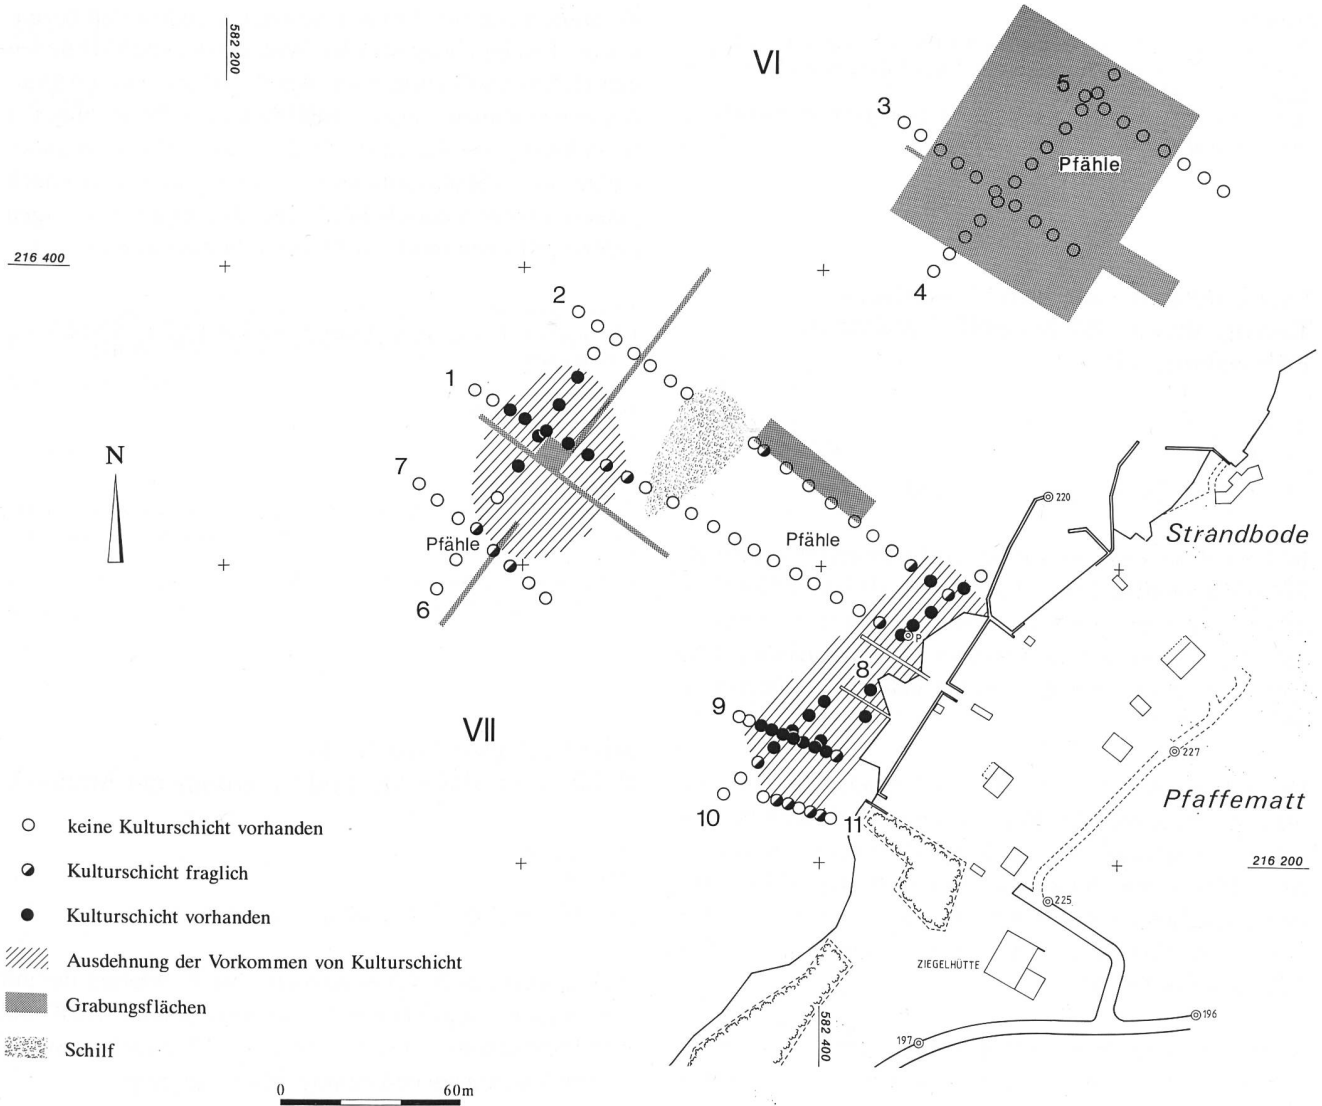 582 200
VI
5
3
Pfähle
216 400
4
2
1
N
7
220
Strandbode
Pfähle
Pfähle
6
P
8
9
VII
227
Pfaffematt
10
11
keine Kulturschicht vorhanden
216 200
Kulturschicht fraglich
225
Kulturschicht vorhanden
Ausdehnung der Vorkommen von Kulturschicht
ZIEGELHÜTTE
Grabungsflächen
196
582 400
197
Schilf
0 60m